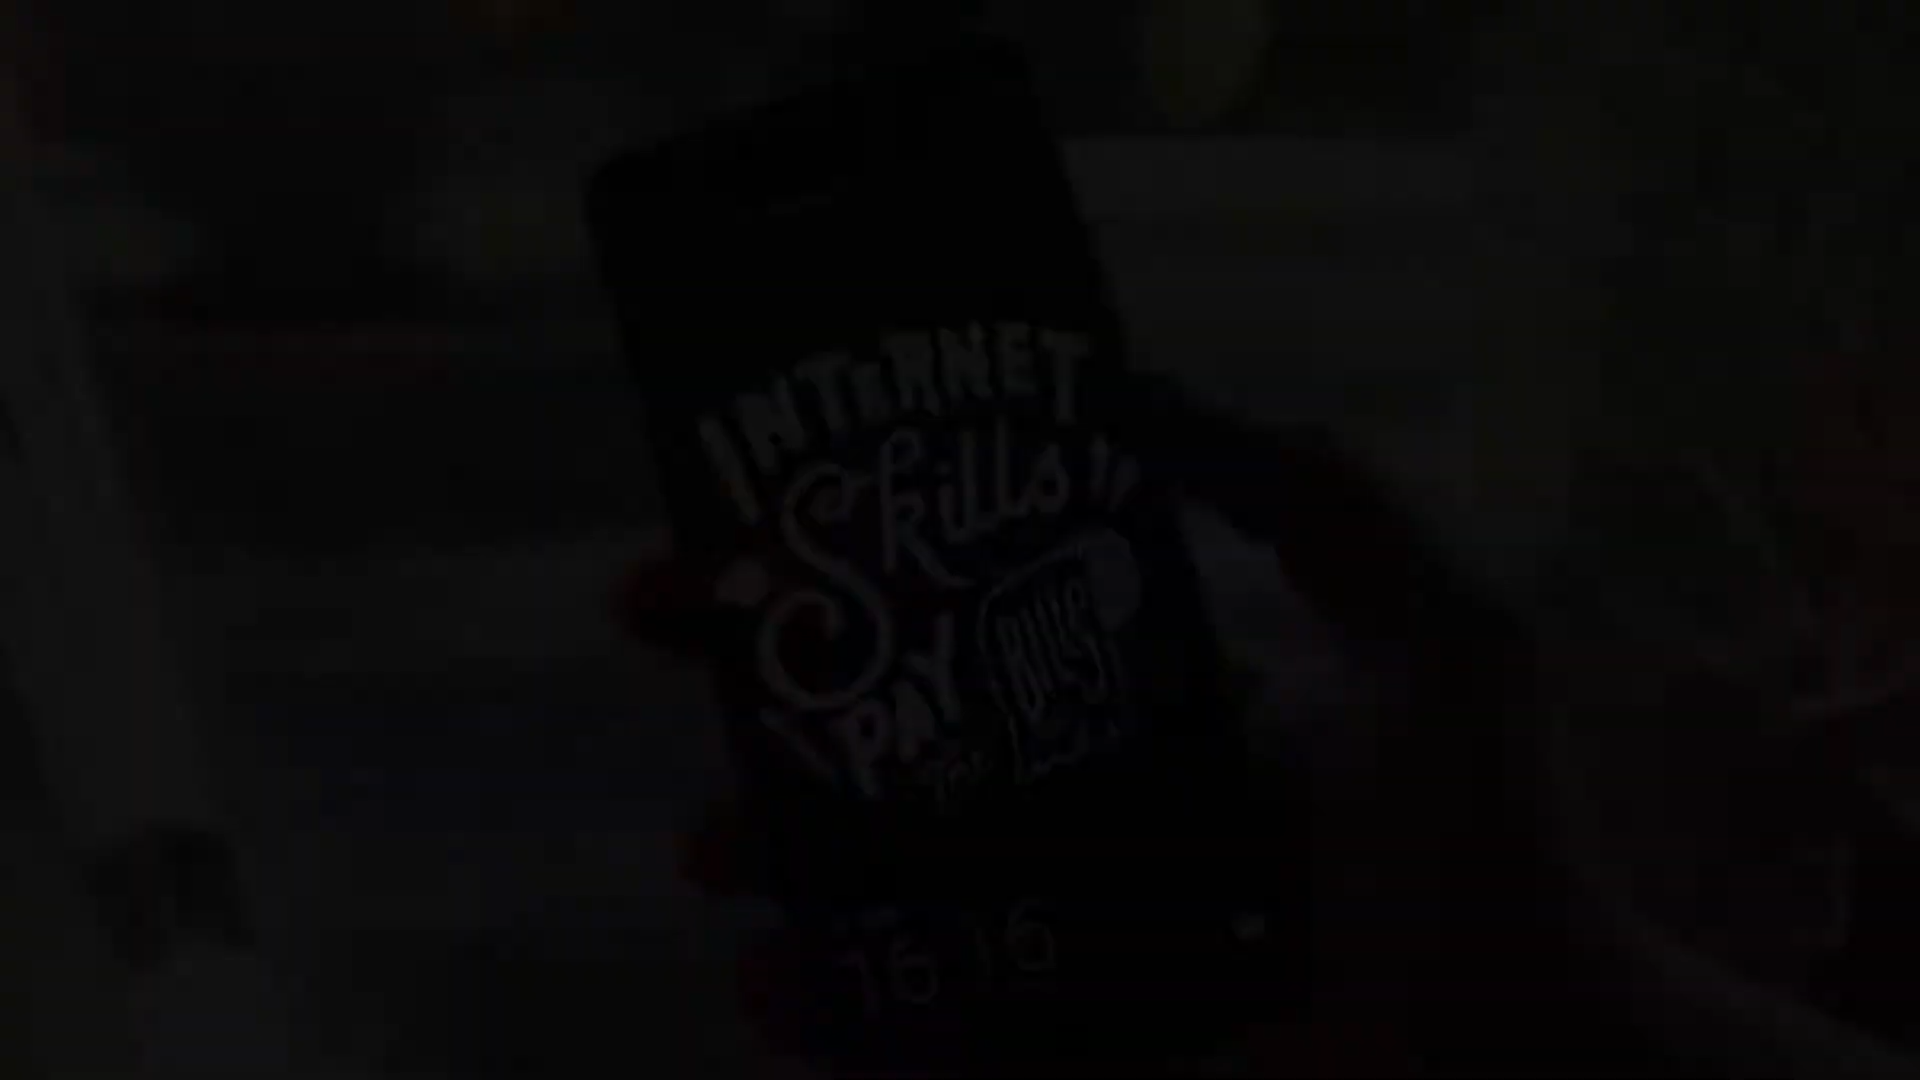 INTERNET
Skills
PAY
BILLS
16 16